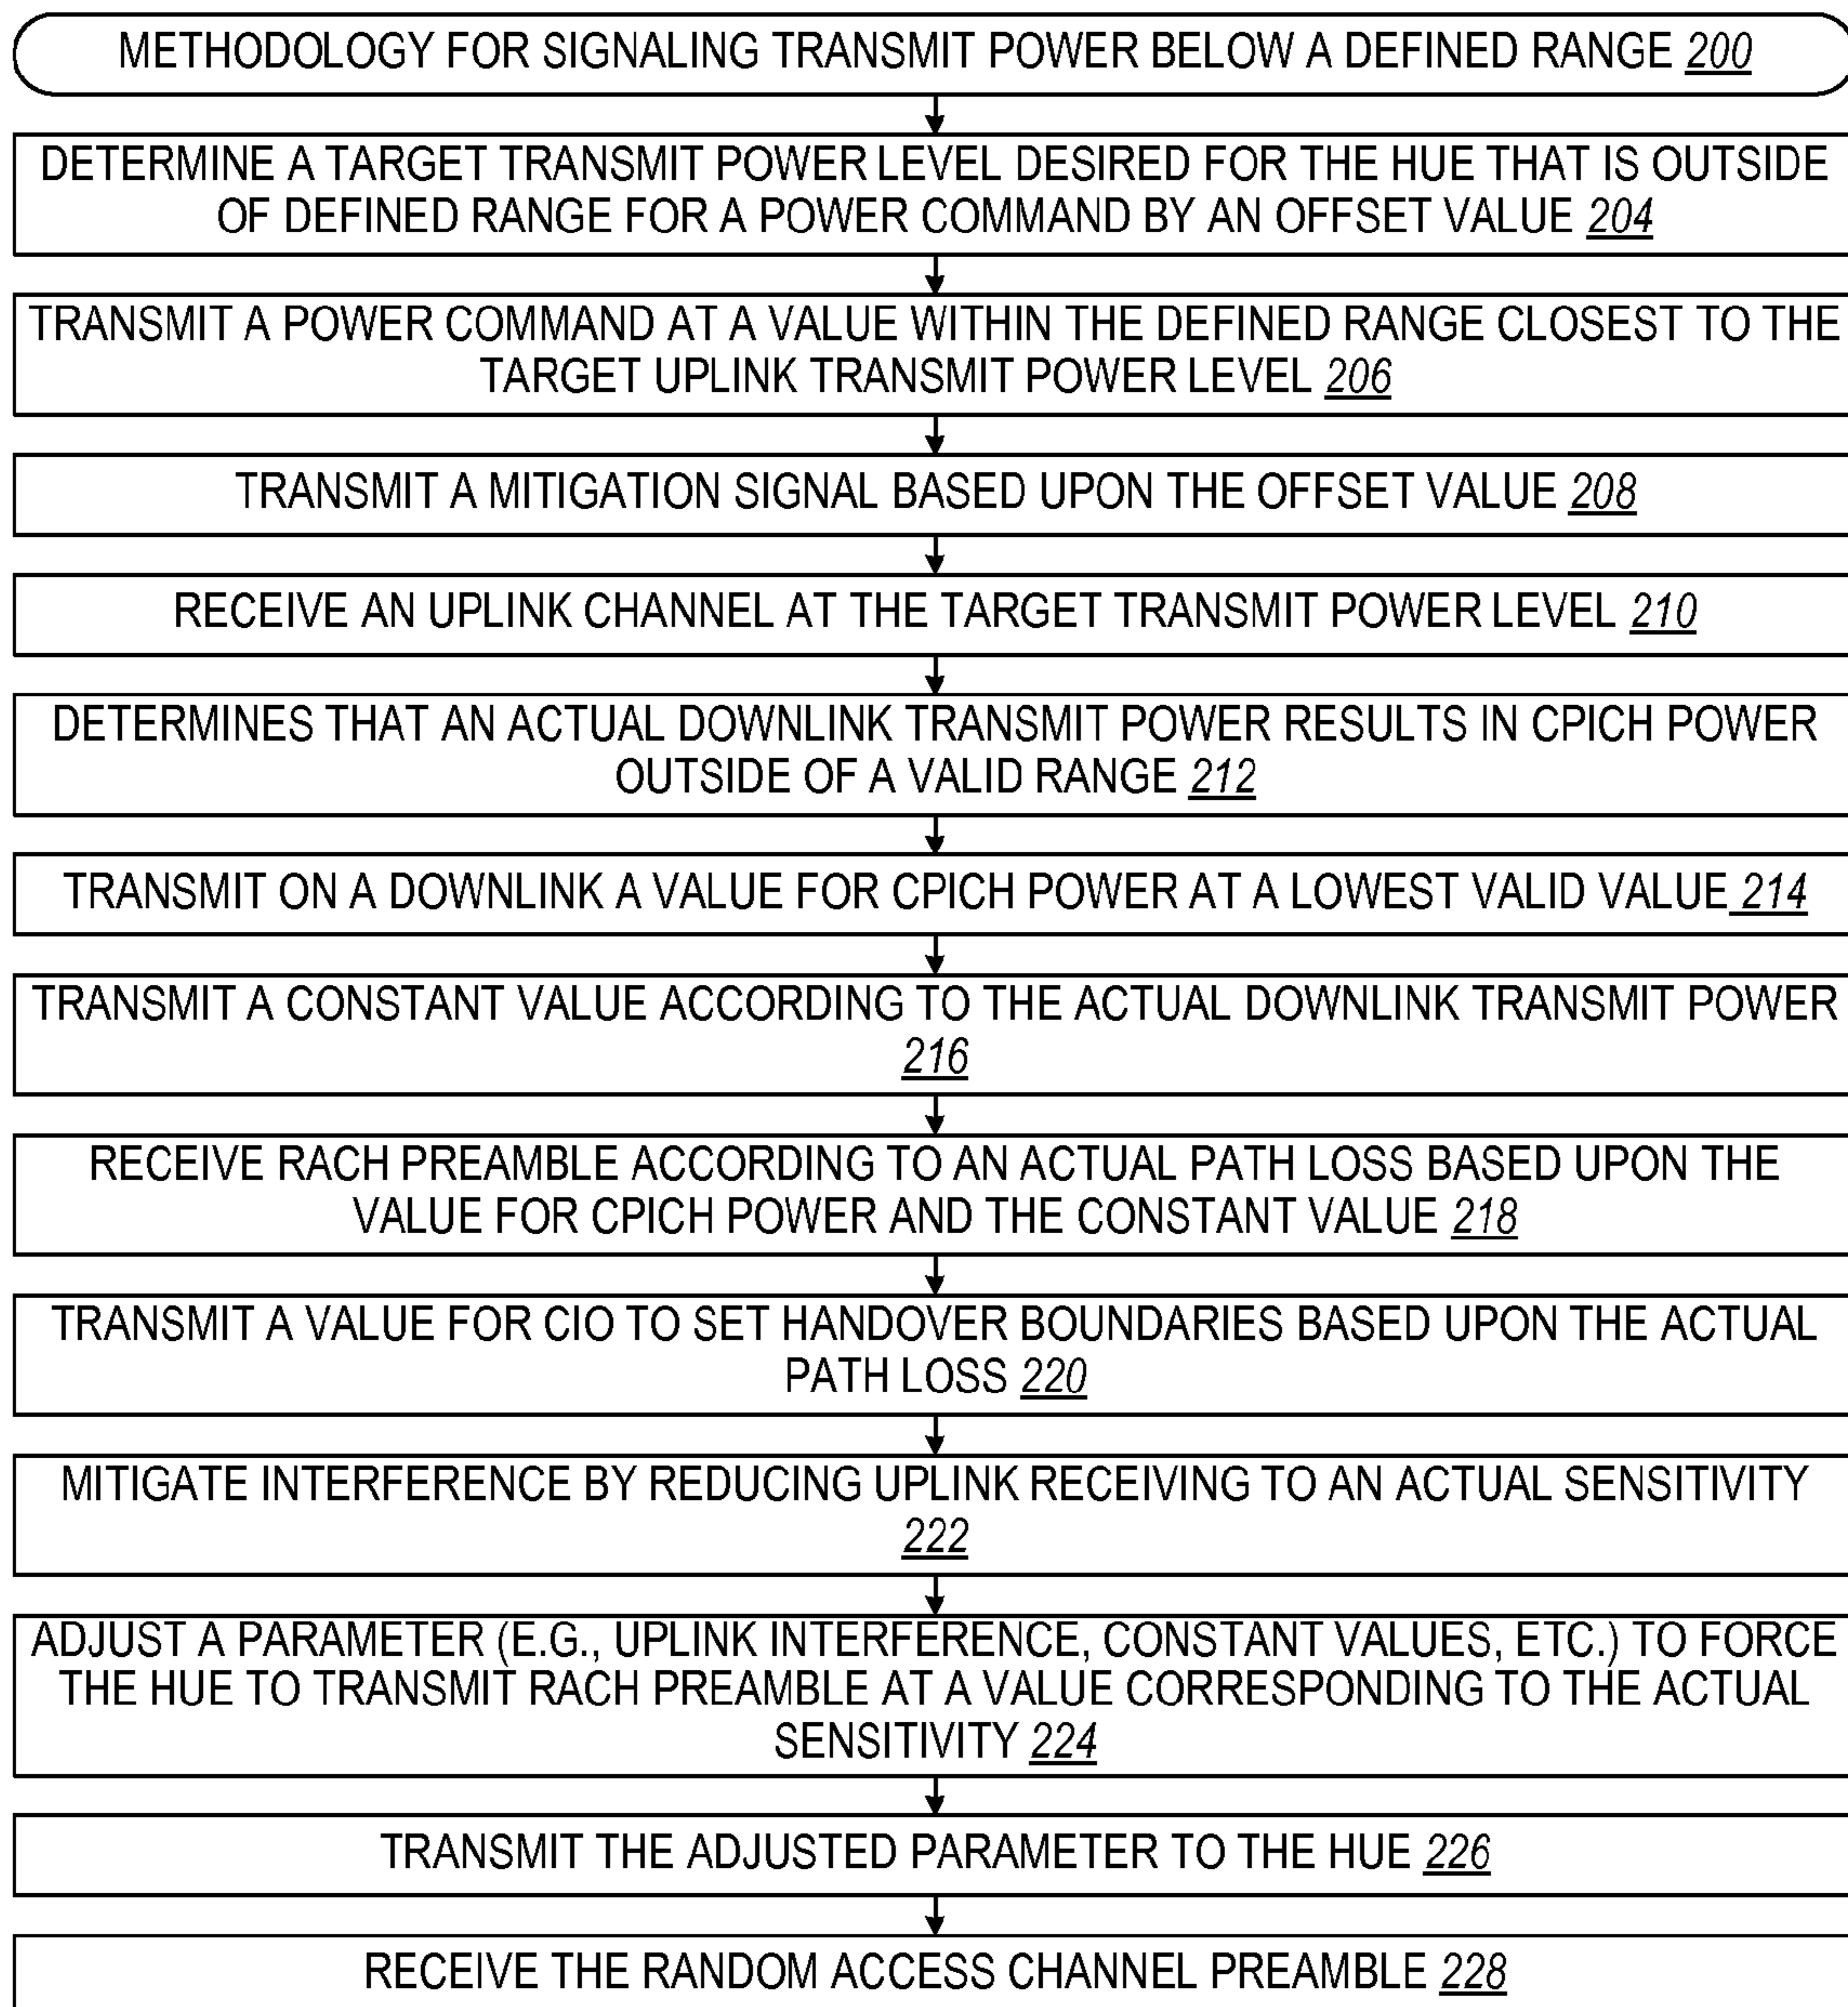 METHODOLOGY FOR SIGNALING TRANSMIT POWER BELOW A DEFINED RANGE 200
DETERMINE A TARGET TRANSMIT POWER LEVEL DESIRED FOR THE HUE THAT IS OUTSIDE
OF DEFINED RANGE FOR A POWER COMMAND BY AN OFFSET VALUE 204
TRANSMIT A POWER COMMAND AT A VALUE WITHIN THE DEFINED RANGE CLOSEST TO THE
TARGET UPLINK TRANSMIT POWER LEVEL 206
TRANSMIT A MITIGATION SIGNAL BASED UPON THE OFFSET VALUE 208
RECEIVE AN UPLINK CHANNEL AT THE TARGET TRANSMIT POWER LEVEL 210
DETERMINES THAT AN ACTUAL DOWNLINK TRANSMIT POWER RESULTS IN CPICH POWER
OUTSIDE OF A VALID RANGE 212
TRANSMIT ON A DOWNLINK A VALUE FOR CPICH POWER AT A LOWEST VALID VALUE 214
TRANSMIT A CONSTANT VALUE ACCORDING TO THE ACTUAL DOWNLINK TRANSMIT POWER
216
RECEIVE RACH PREAMBLE ACCORDING TO AN ACTUAL PATH LOSS BASED UPON THE
VALUE FOR CPICH POWER AND THE CONSTANT VALUE 218
TRANSMIT A VALUE FOR CIO TO SET HANDOVER BOUNDARIES BASED UPON THE ACTUAL
PATH LOSS 220
MITIGATE INTERFERENCE BY REDUCING UPLINK RECEIVING TO AN ACTUAL SENSITIVITY
222
ADJUST A PARAMETER (E.G., UPLINK INTERFERENCE, CONSTANT VALUES, ETC.) TO FORCE
THE HUE TO TRANSMIT RACH PREAMBLE AT A VALUE CORRESPONDING TO THE ACTUAL
SENSITIVITY 224
TRANSMIT THE ADJUSTED PARAMETER TO THE HUE 226
RECEIVE THE RANDOM ACCESS CHANNEL PREAMBLE 228